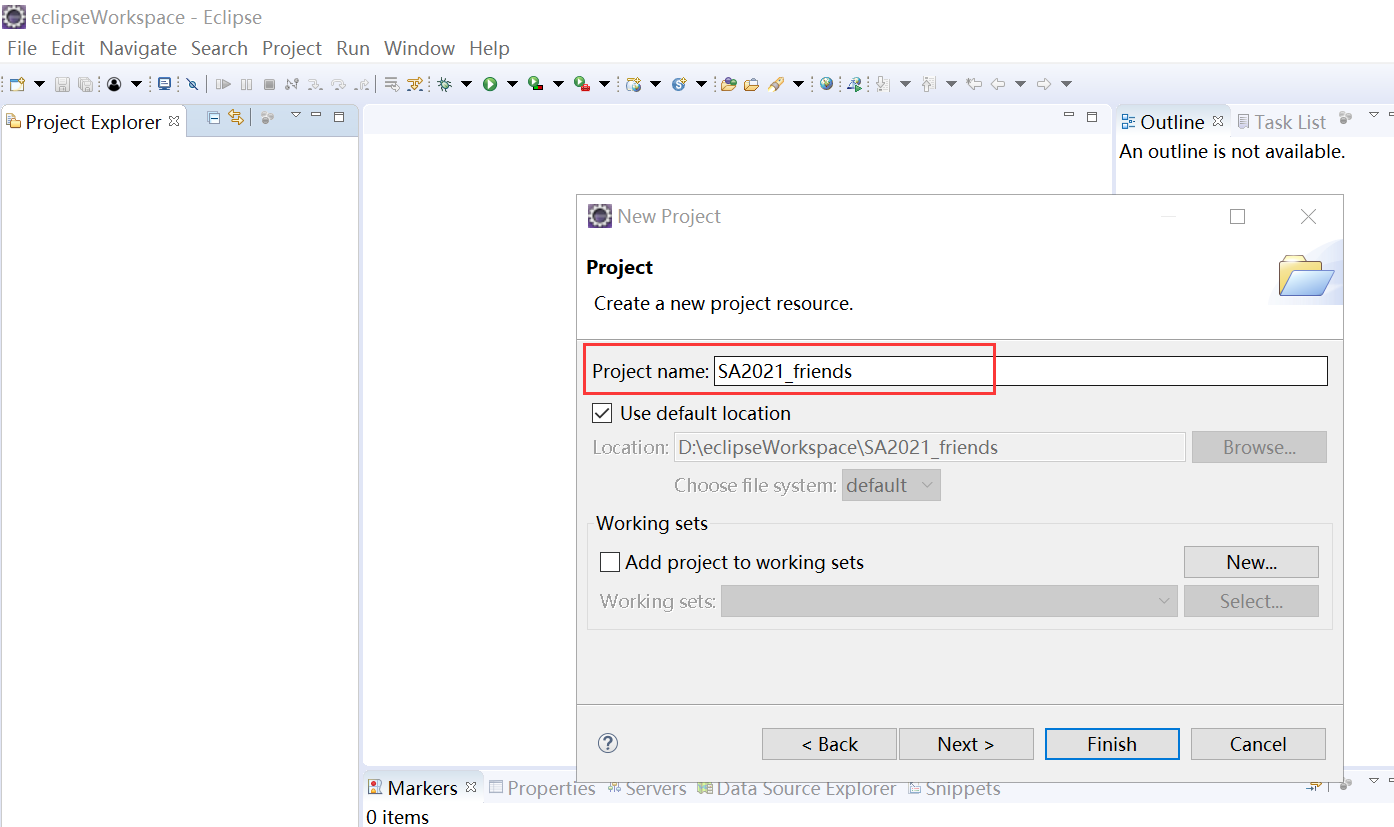 eclipseWorkspace - Eclipse
File Edit Navigate Search Project Run Window Help
Project Explorer
Outline
Task List
An outline is not available.
New Project
Project
Create a new project resource.
Project name: SA2021_friends
Use default location
Location: D:\eclipseWorkspace\SA2021_friends Browse...
Choose file system: default
Working sets
Add project to working sets New...
Working sets: Select...
< Back Next > Finish Cancel
Markers Properties Servers Data Source Explorer Snippets
0 items